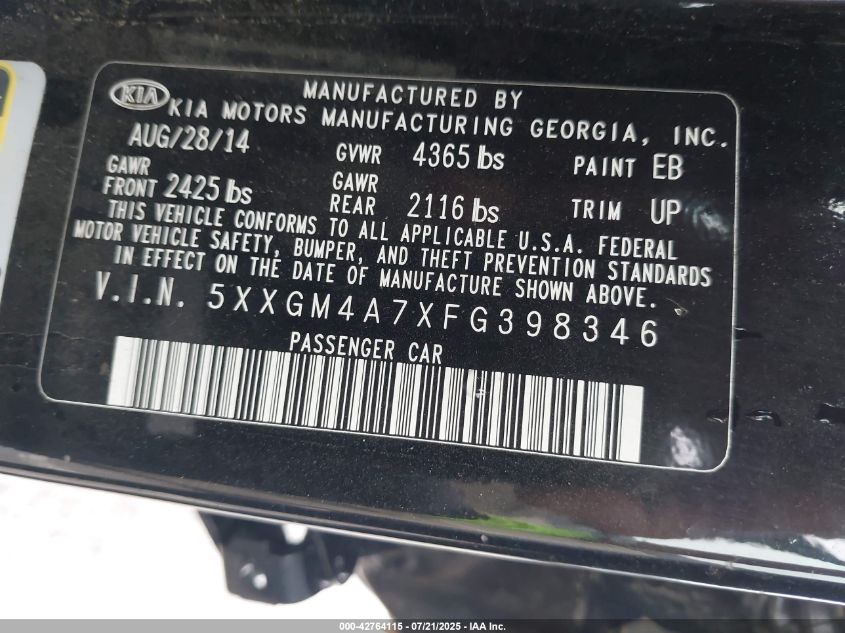 KIA
MANUFACTURED BY
KIA MOTORS MANUFACTURING GEORGIA, INC.
AUG/28/14 GVWR 4365 lbs PAINT EB
GAWR FRONT 2425 lbs GAWR REAR 2116 lbs TRIM UP
THIS VEHICLE CONFORMS TO ALL APPLICABLE U.S.A. FEDERAL
MOTOR VEHICLE SAFETY, BUMPER, AND THEFT PREVENTION STANDARDS
IN EFFECT ON THE DATE OF MANUFACTURE SHOWN ABOVE.
V.I.N. 5XXGM4A7XFG398346
PASSENGER CAR
000-42764115 - 07/21/2025 - IAA Inc.